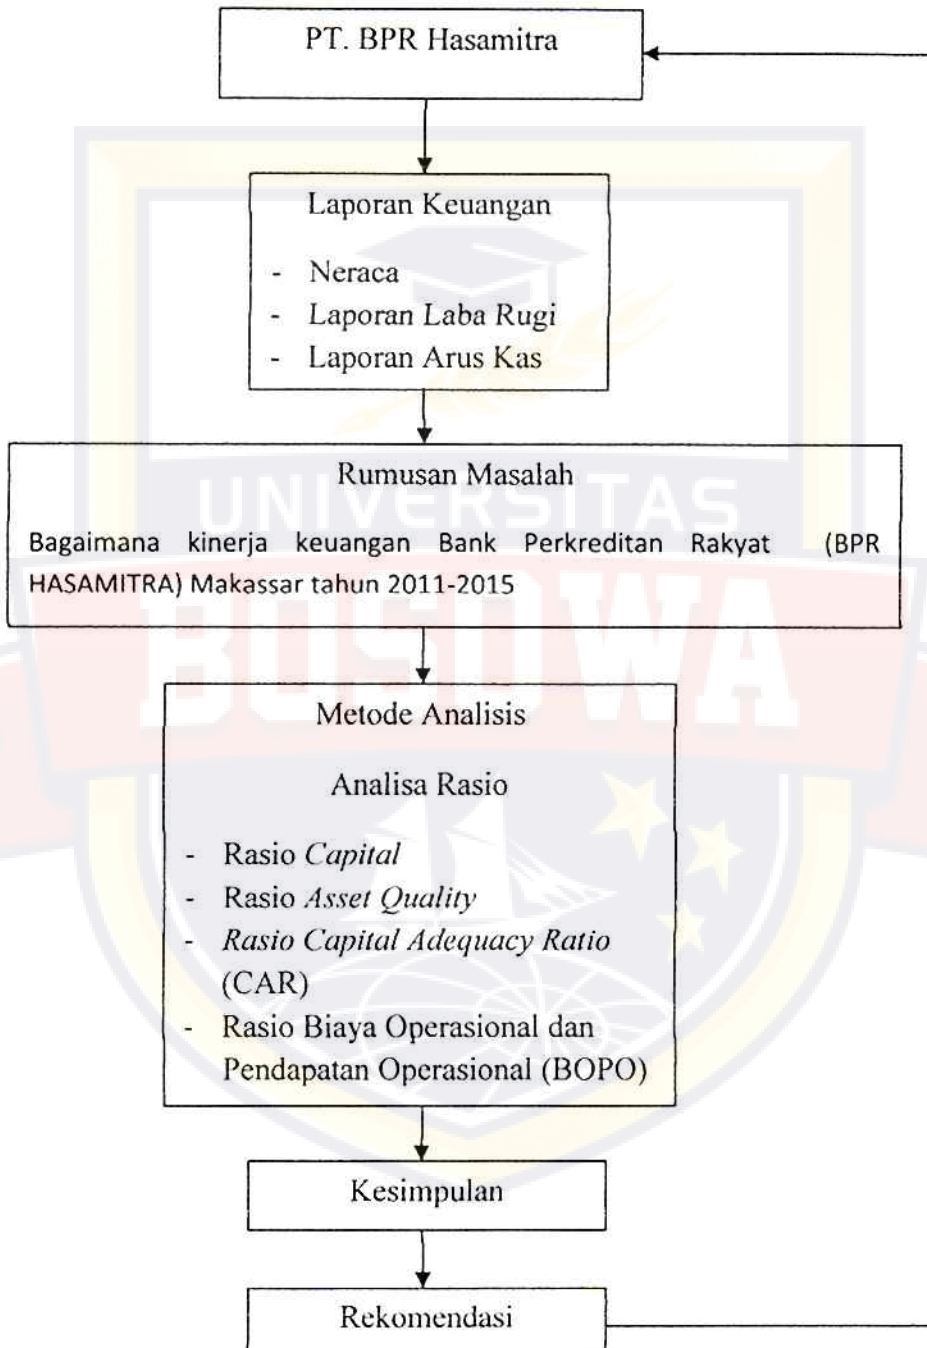 PT. BPR Hasamitra
Laporan Keuangan
- Neraca
- Laporan Laba Rugi
- Laporan Arus Kas
Rumusan Masalah
Bagaimana kinerja keuangan Bank Perkreditan Rakyat (BPR
HASAMITRA) Makassar tahun 2011-2015
UNIVERSITAS
BOSOWA
Metode Analisis
Analisa Rasio
- Rasio Capital
- Rasio Asset Quality
- Rasio Capital Adequacy Ratio
(CAR)
- Rasio Biaya Operasional dan
Pendapatan Operasional (BOPO)
Kesimpulan
Rekomendasi